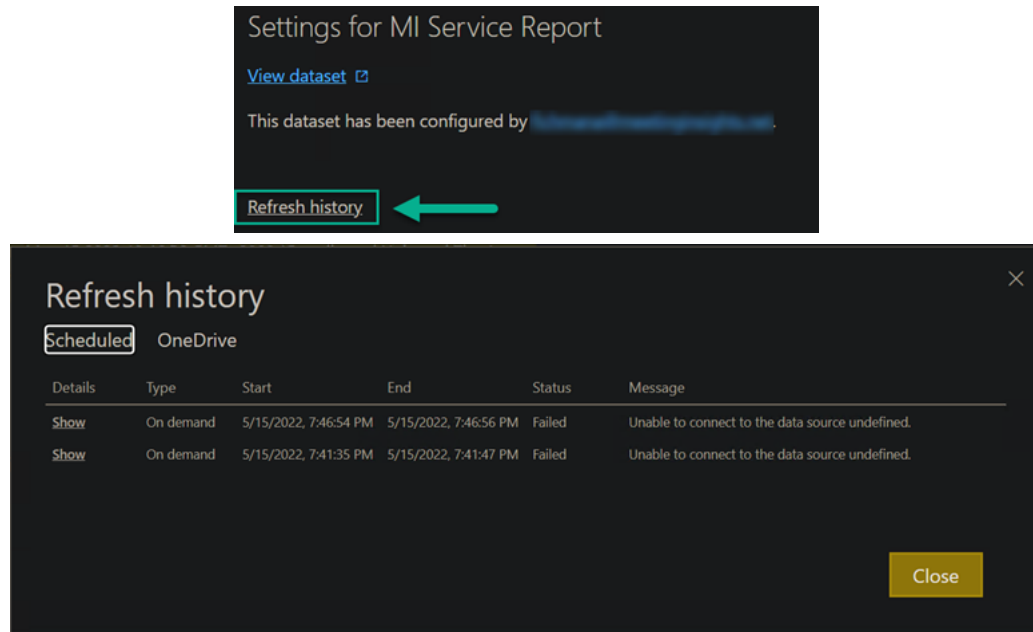 Settings for MI Service Report
View dataset
This dataset has been configured by
Refresh history
Refresh history
Scheduled OneDrive
Details Type Start End Status Message
Show On demand 5/15/2022, 7:46:54 PM 5/15/2022, 7:46:56 PM Failed Unable to connect to the data source undefined.
Show On demand 5/15/2022, 7:41:35 PM 5/15/2022, 7:41:47 PM Failed Unable to connect to the data source undefined.
Close